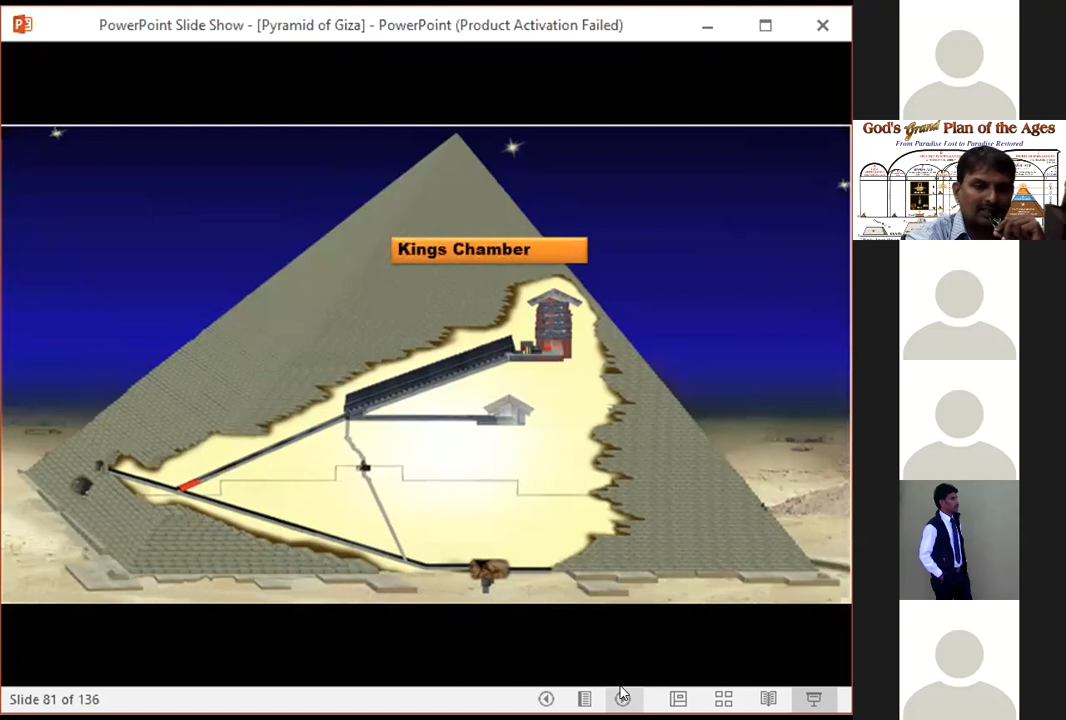 PowerPoint Slide Show - [Pyramid of Giza] - PowerPoint (Product Activation Failed)
God's Grand Plan of the Ages
From Paradise Lost to Paradise Restored
Kings Chamber
Slide 81 of 136